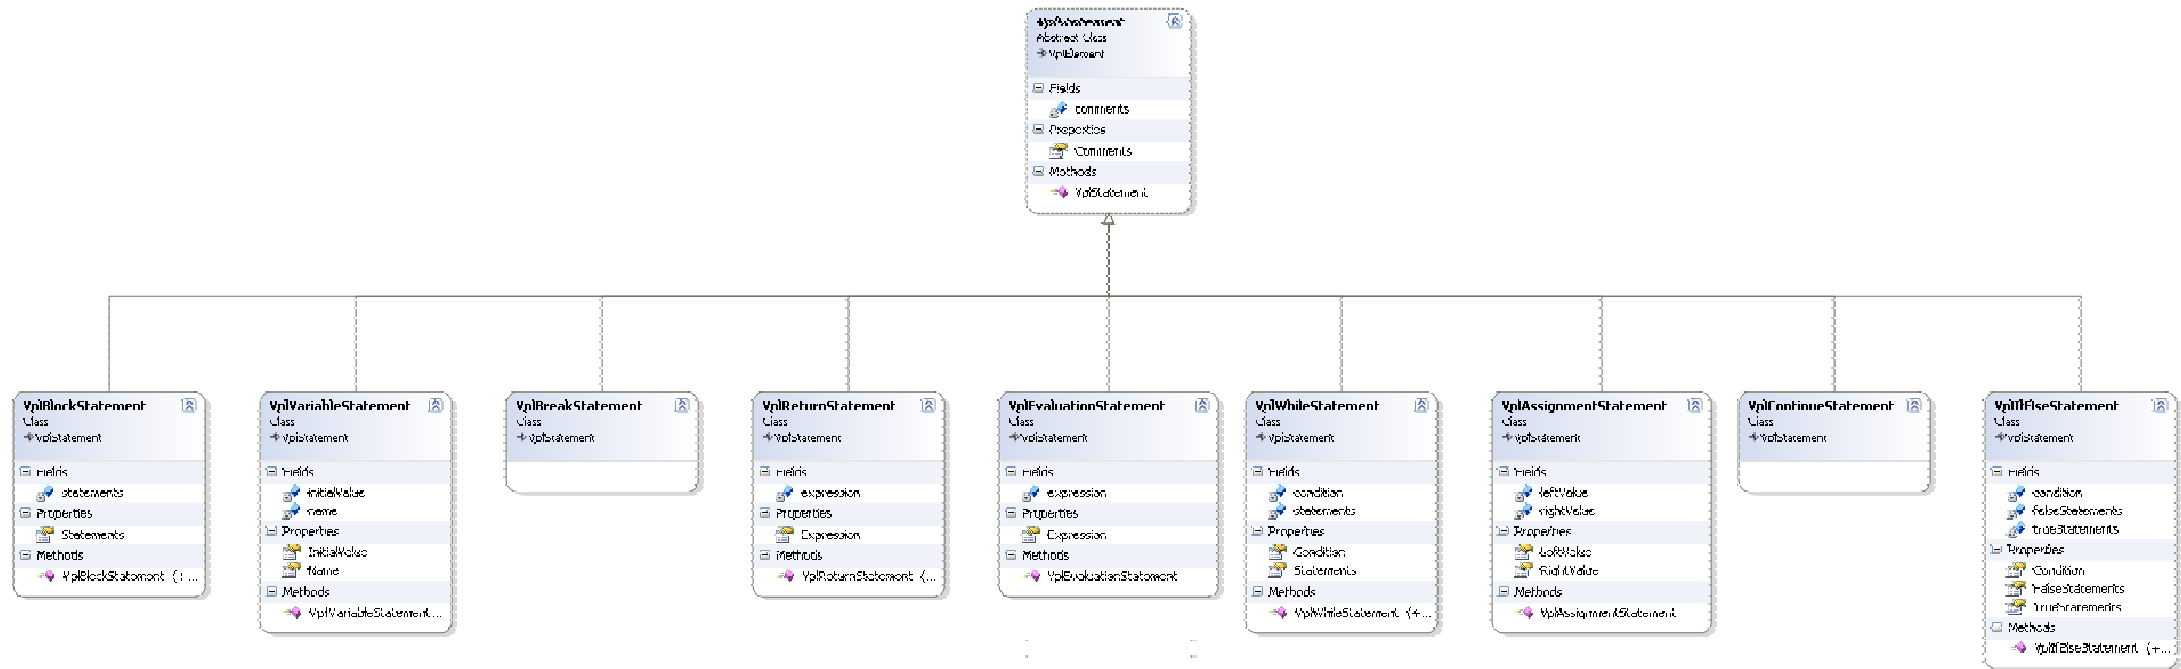 VplStatement
Abstract Class
VplElement
Fields
comments
Properties
Comments
Methods
VplStatement
VplBlockStatement
Class
VplStatement
Fields
statements
Properties
Statements
Methods
VplBlockStatement (+...
VplVariableStatement
Class
VplStatement
Fields
initialValue
name
Properties
InitialValue
Name
Methods
VplVariableStatement...
VplBreakStatement
Class
VplStatement
VplReturnStatement
Class
VplStatement
Fields
expression
Properties
Expression
Methods
VplReturnStatement (...
VplEvaluationStatement
Class
VplStatement
Fields
expression
Properties
Expression
Methods
VplEvaluationStatement
VplWhileStatement
Class
VplStatement
Fields
condition
statements
Properties
Condition
Statements
Methods
VplWhileStatement (+...
VplAssignmentStatement
Class
VplStatement
Fields
leftValue
rightValue
Properties
LeftValue
RightValue
Methods
VplAssignmentStatement
VplContinueStatement
Class
VplStatement
VplIfElseStatement
Class
VplStatement
Fields
condition
falseStatements
trueStatements
Properties
Condition
FalseStatements
TrueStatements
Methods
VplIfElseStatement (+...